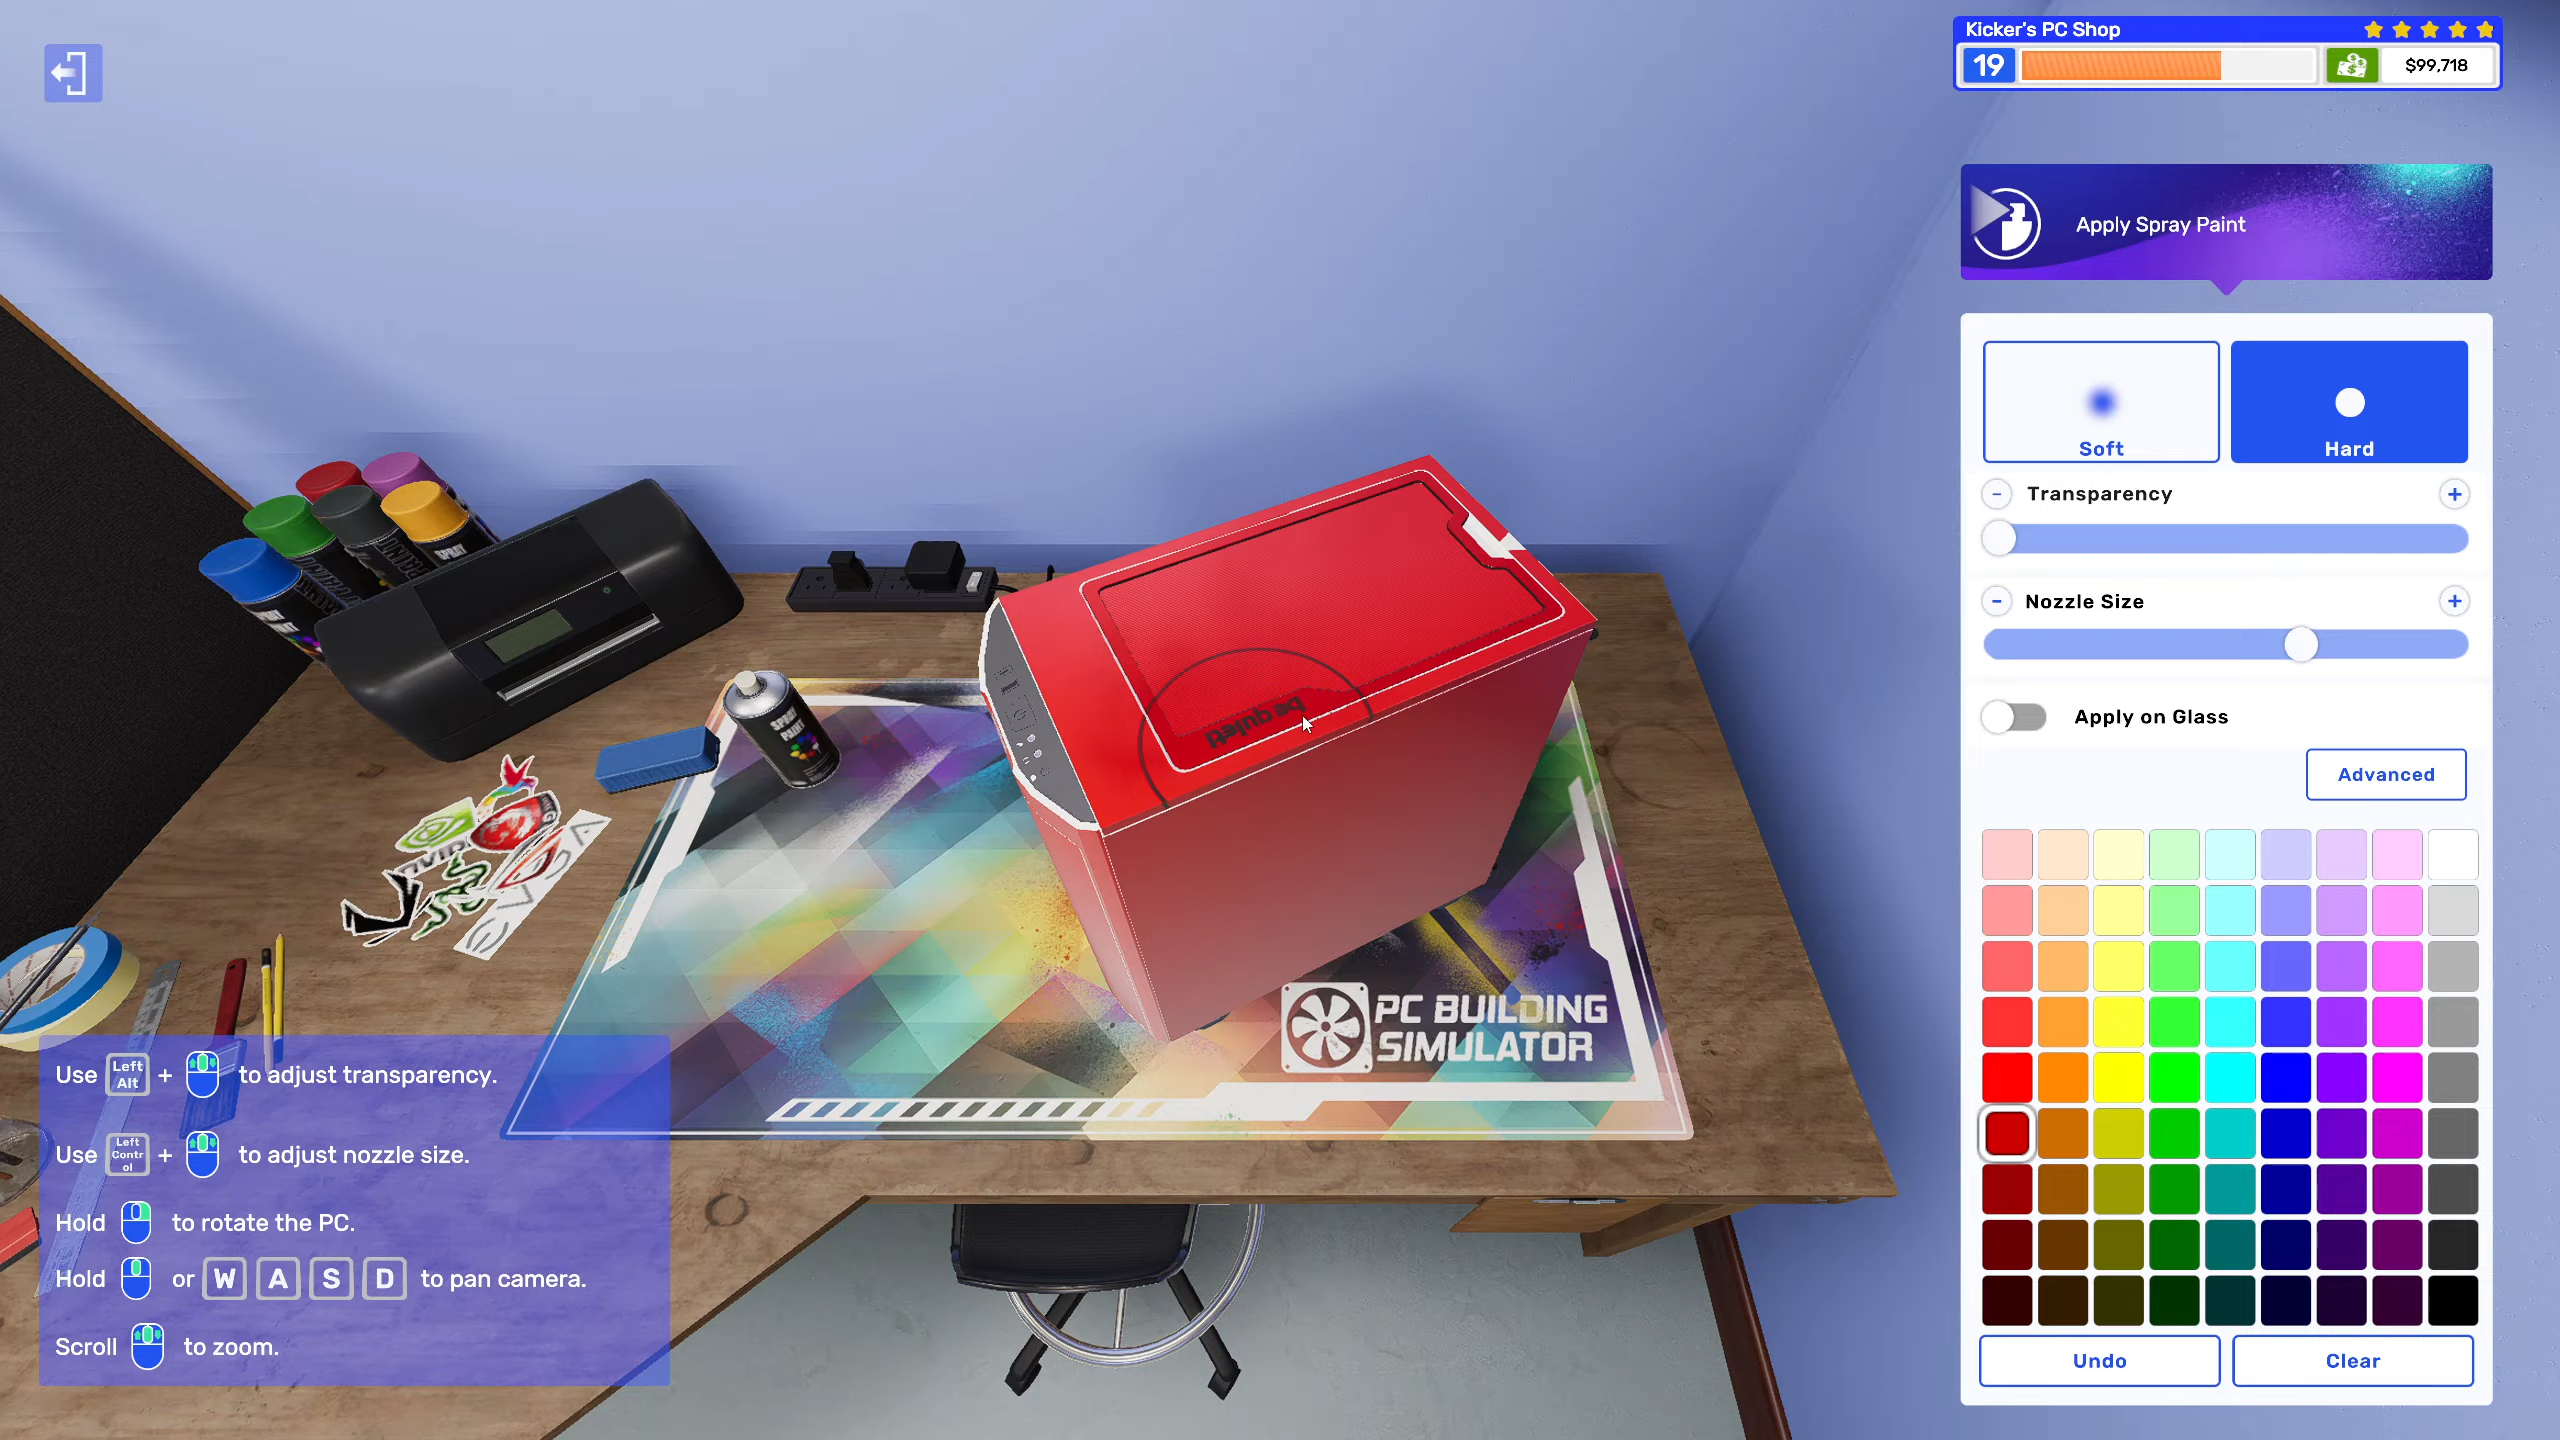 Kicker's PC Shop
19
$99,718
Apply Spray Paint
Soft
Hard
Transparency
Nozzle Size
Apply on Glass
Advanced
SPRAY
SPRAY
PAINT
be quiet!
PC BUILDING
SIMULATOR
Use Left Alt + to adjust transparency.
Use Left Control + to adjust nozzle size.
Hold to rotate the PC.
Hold or W A S D to pan camera.
Scroll to zoom.
Undo
Clear